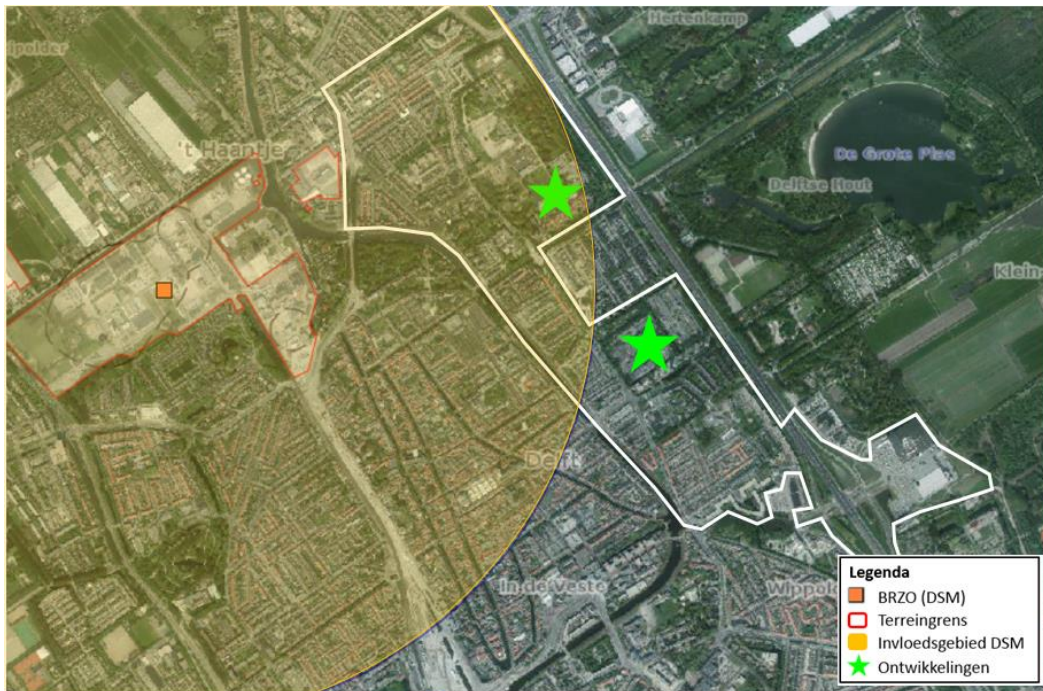 Hertenkamp
't Haantje
De Grote Plas
Delftse Hout
Klein
Delft
in de Veste
Wippol
Legenda
BRZO (DSM)
Terreingrens
Invloedsgebied DSM
Ontwikkelingen